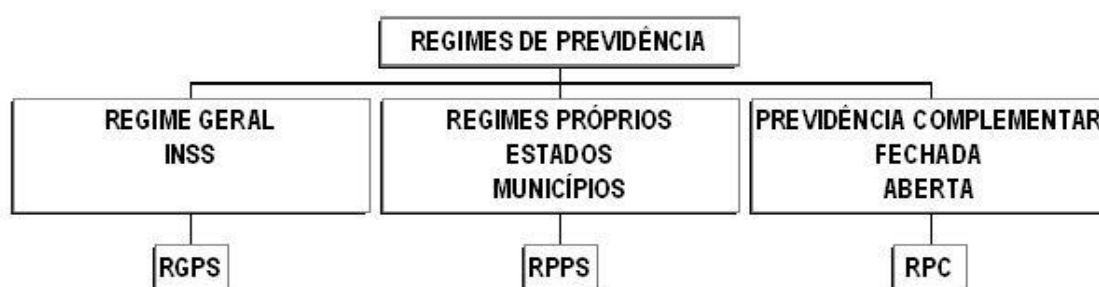 REGIMES DE PREVIDÊNCIA
REGIME GERAL
INSS
REGIMES PRÓPRIOS
ESTADOS
MUNICÍPIOS
PREVIDÊNCIA COMPLEMENTAR
FECHADA
ABERTA
RGPS
RPPS
RPC